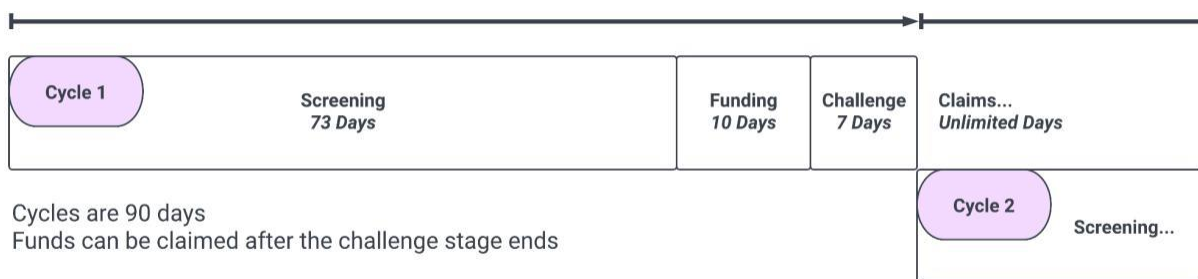 Cycle 1
Screening
73 Days
Funding
10 Days
Challenge
7 Days
Claims...
Unlimited Days
Cycles are 90 days
Funds can be claimed after the challenge stage ends
Cycle 2
Screening...